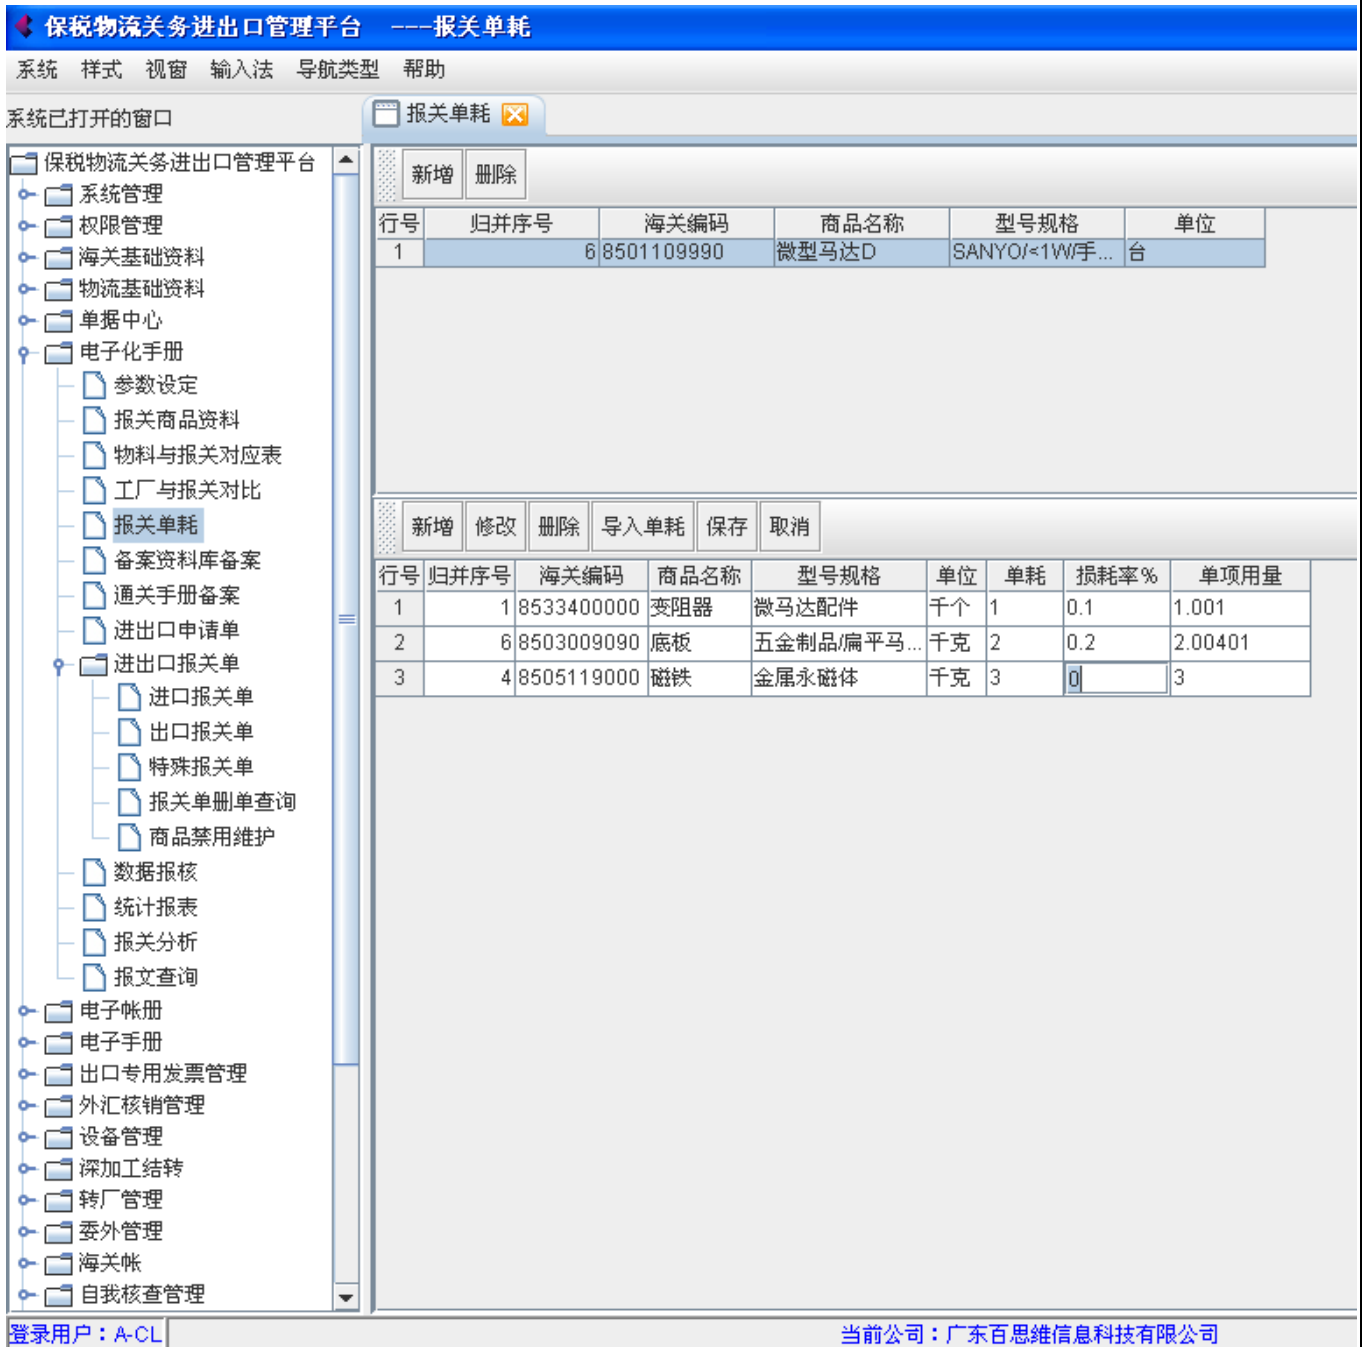 保税物流关务进出口管理平台 ---报关单耗
系统 样式 视窗 输入法 导航类型 帮助
系统已打开的窗口
报关单耗
保税物流关务进出口管理平台
系统管理
权限管理
海关基础资料
物流基础资料
单据中心
电子化手册
参数设定
报关商品资料
物料与报关对应表
工厂与报关对比
报关单耗
备案资料库备案
通关手册备案
进出口申请单
进出口报关单
进口报关单
出口报关单
特殊报关单
报关单删单查询
商品禁用维护
数据报核
统计报表
报关分析
报文查询
电子帐册
电子手册
出口专用发票管理
外汇核销管理
设备管理
深加工结转
转厂管理
委外管理
海关帐
自我核查管理
新增 删除
行号 归并序号 海关编码 商品名称 型号规格 单位
1 6 8501109990 微型马达D SANYO/<1W/手... 台
新增 修改 删除 导入单耗 保存 取消
行号 归并序号 海关编码 商品名称 型号规格 单位 单耗 损耗率% 单项用量
1 1 8533400000 变阻器 微马达配件 千个 1 0.1 1.001
2 6 8503009090 底板 五金制品/扁平马... 千克 2 0.2 2.00401
3 4 8505119000 磁铁 金属永磁体 千克 3 0 3
登录用户：A-CL 当前公司：广东百思维信息科技有限公司